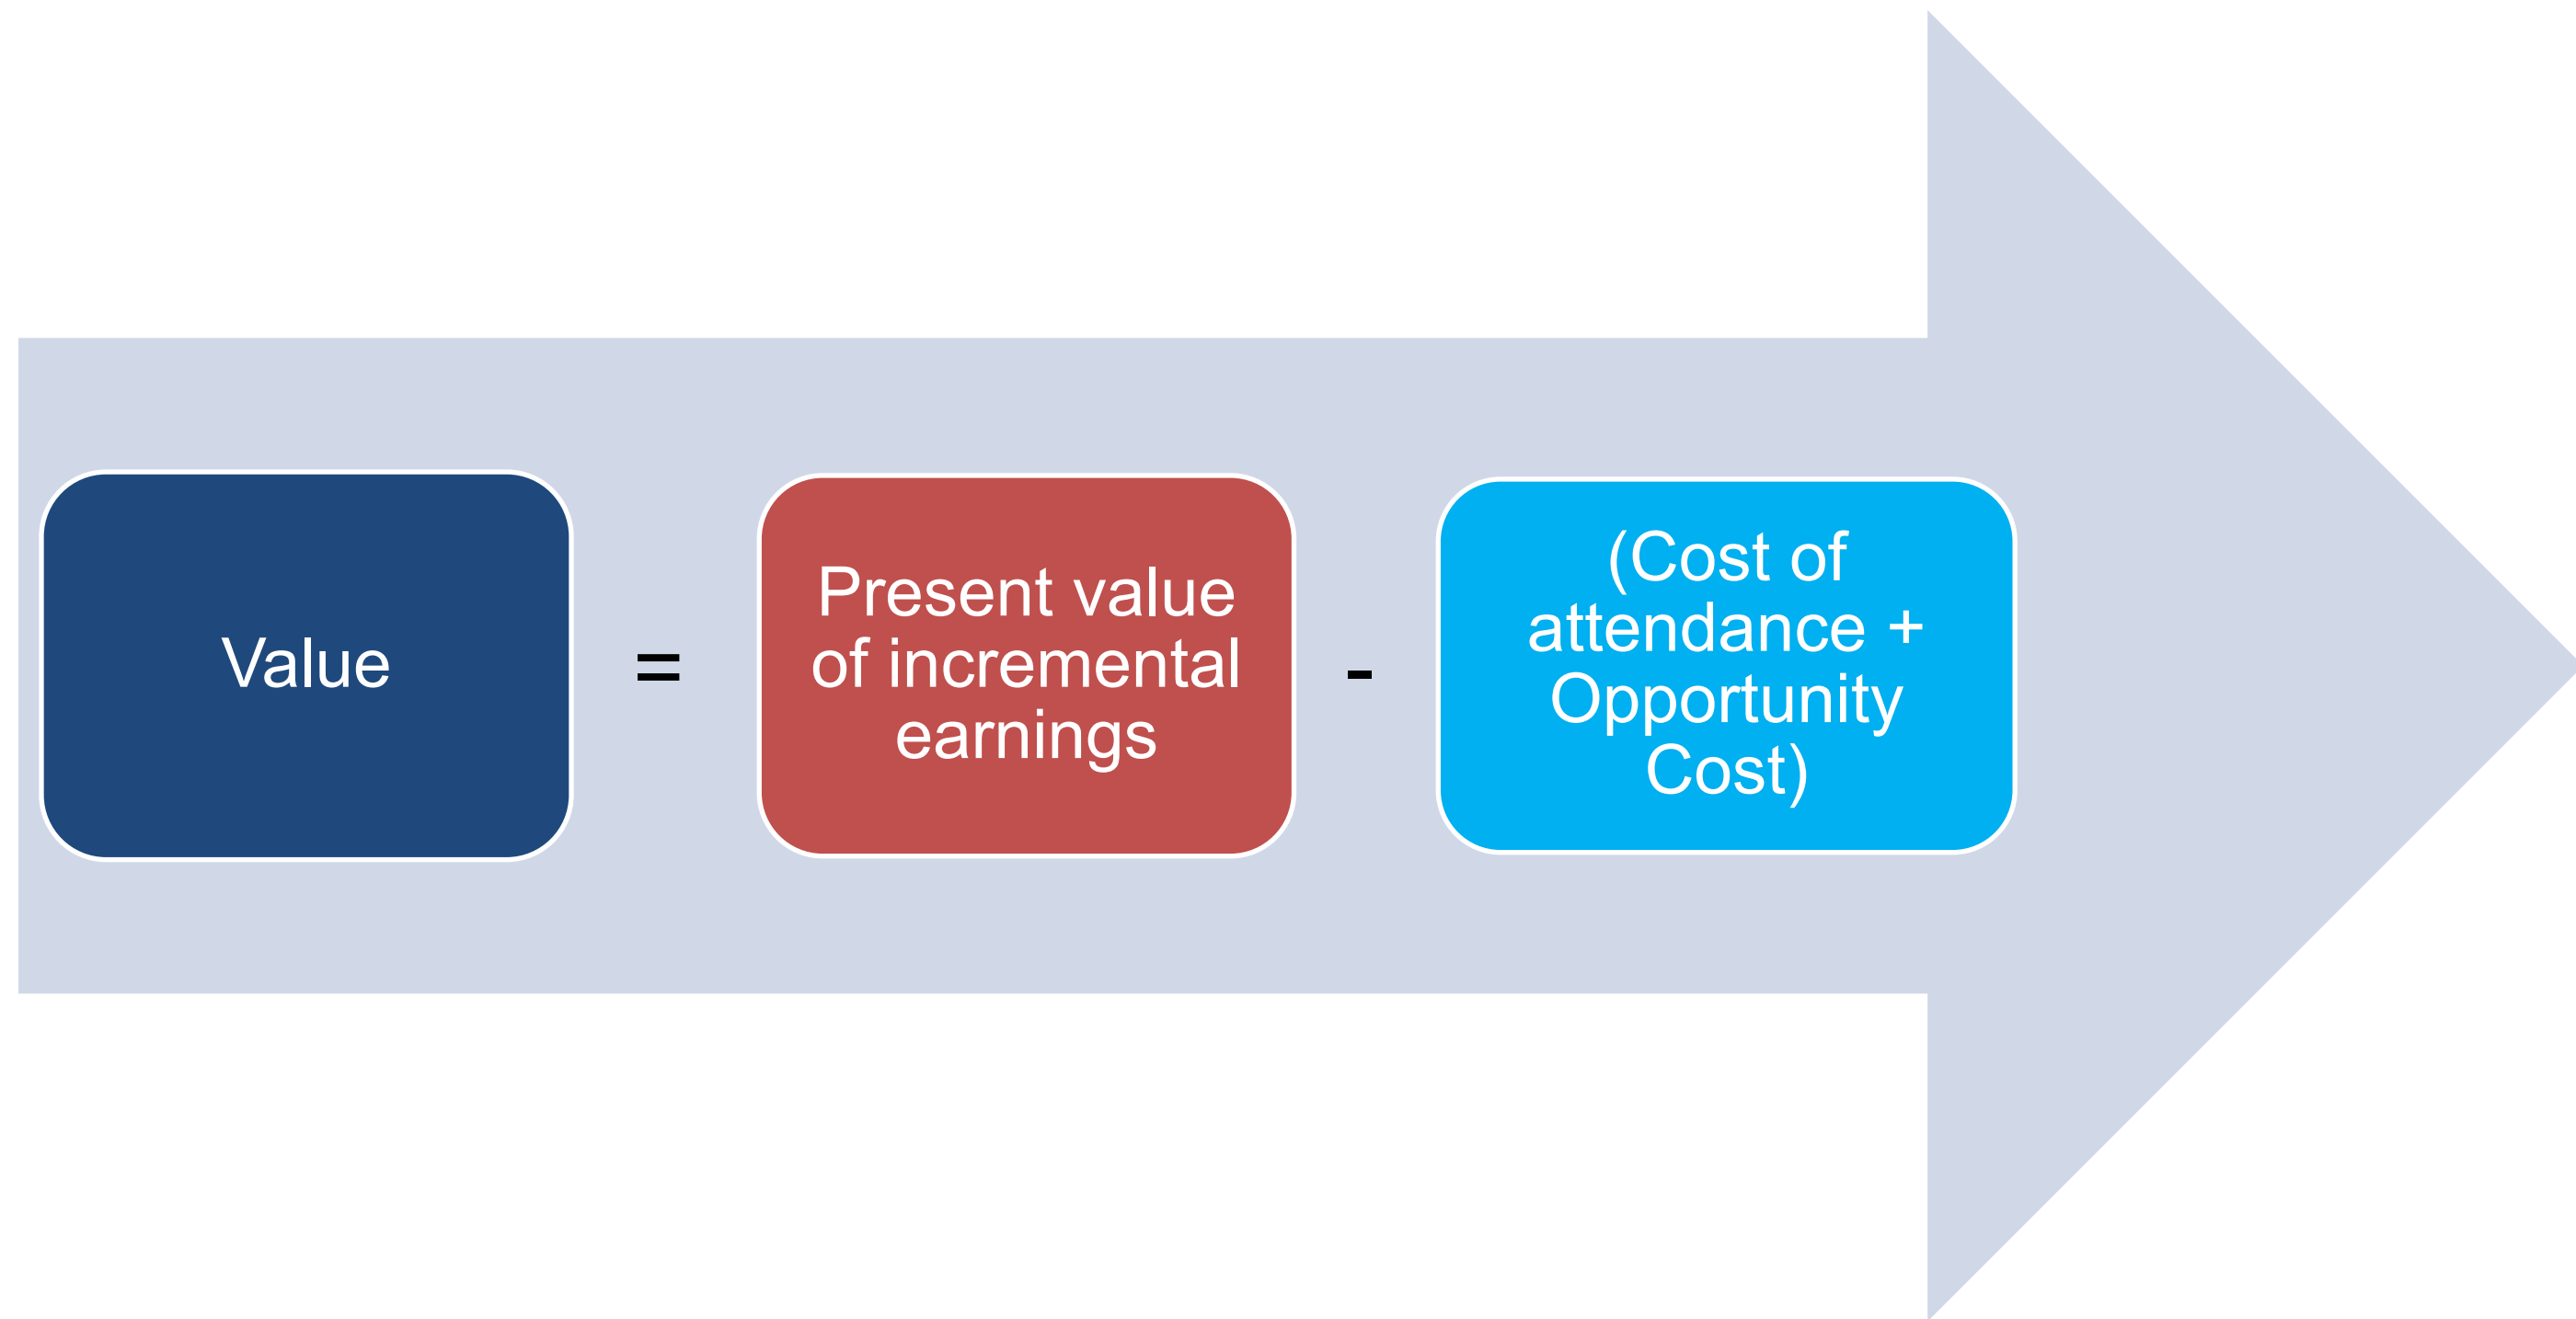 Value
=
Present value
of incremental
earnings
-
(Cost of
attendance +
Opportunity
Cost)